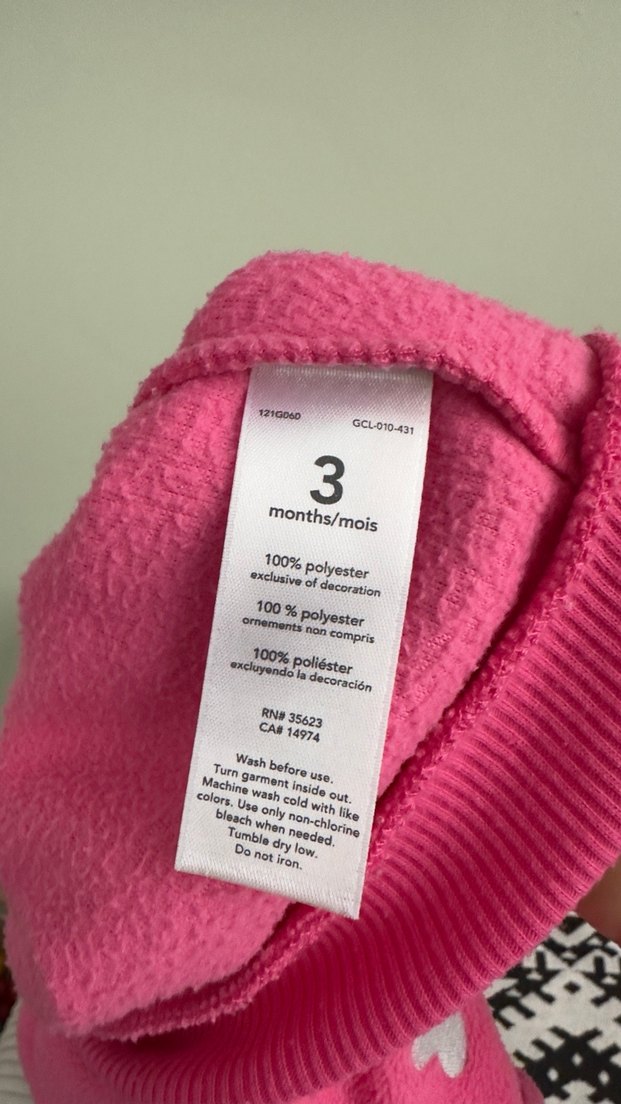 121G060 GCL-010-431
3
months/mois
100% polyester
exclusive of decoration
100 % polyester
ornements non compris
100% poliéster
excluyendo la decoración
RN# 35623
CA# 14974
Wash before use.
Turn garment inside out.
Machine wash cold with like
colors. Use only non-chlorine
bleach when needed.
Tumble dry low.
Do not iron.